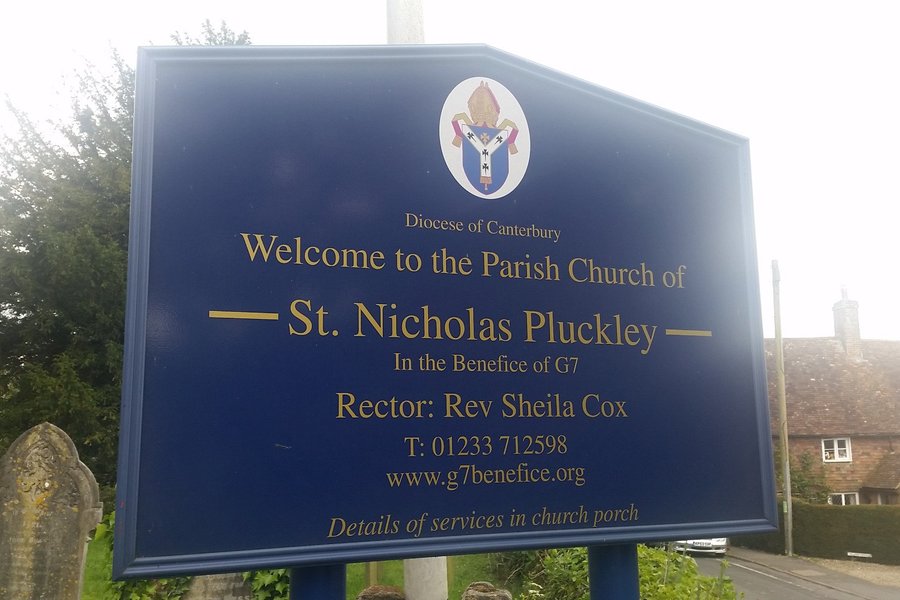 Diocese of Canterbury
Welcome to the Parish Church of
St. Nicholas Pluckley
In the Benefice of G7
Rector: Rev Sheila Cox
T: 01233 712598
www.g7benefice.org
Details of services in church porch